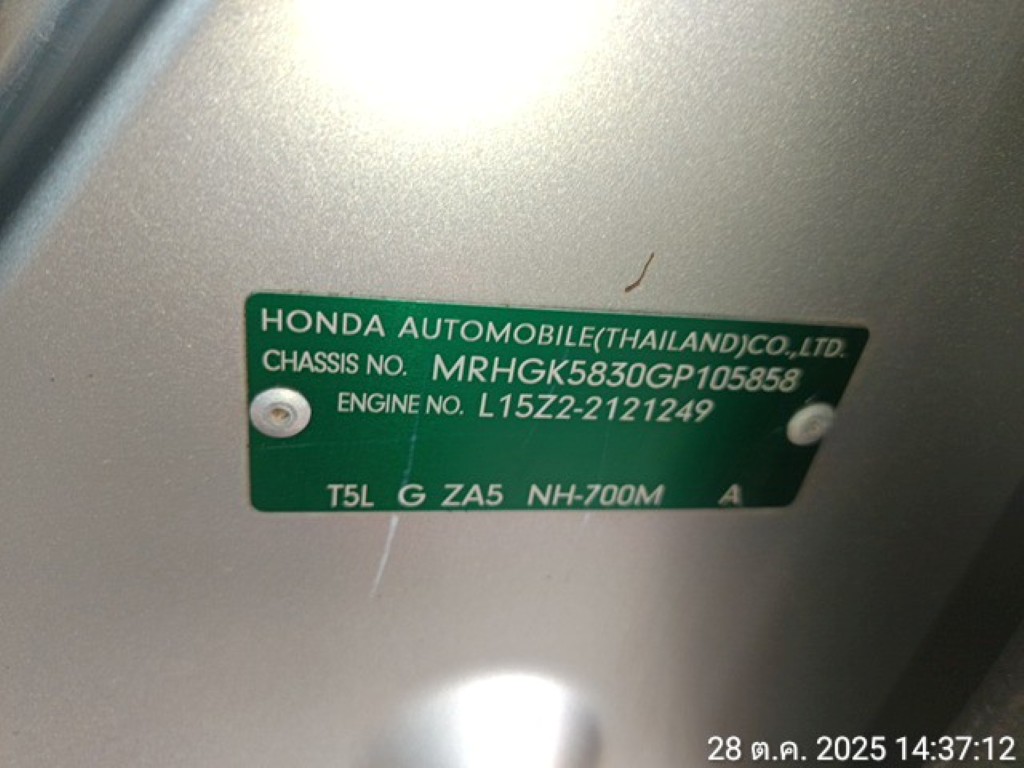 HONDA AUTOMOBILE(THAILAND)CO.,LTD.
CHASSIS NO. MRHGK5830GP105858
ENGINE NO. L15Z2-2121249
T5L G ZA5 NH-700M A
28 ต.ค. 2025 14:37:12